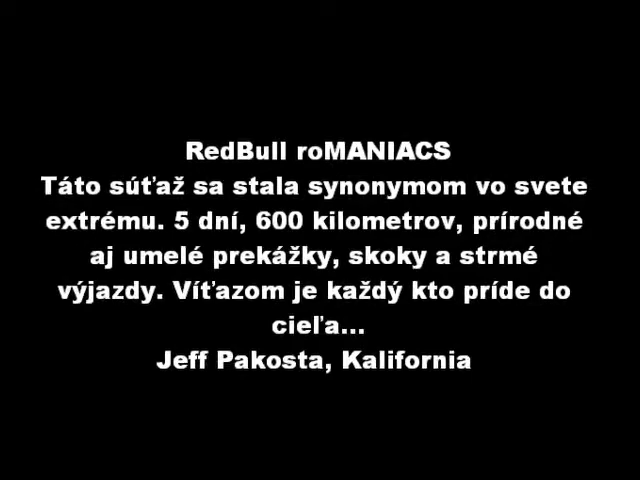 RedBull roMANIACS
Táto súťaž sa stala synonymom vo svete
extrému. 5 dní, 600 kilometrov, prírodné
aj umelé prekážky, skoky a strmé
výjazdy. Víťazom je každý kto príde do
cieľa...
Jeff Pakosta, Kalifornia